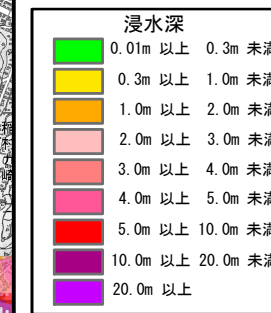 浸水深
0.01m 以上 0.3m 未満
0.3m 以上 1.0m 未満
1.0m 以上 2.0m 未満
2.0m 以上 3.0m 未満
3.0m 以上 4.0m 未満
4.0m 以上 5.0m 未満
5.0m 以上 10.0m 未満
10.0m 以上 20.0m 未満
20.0m 以上